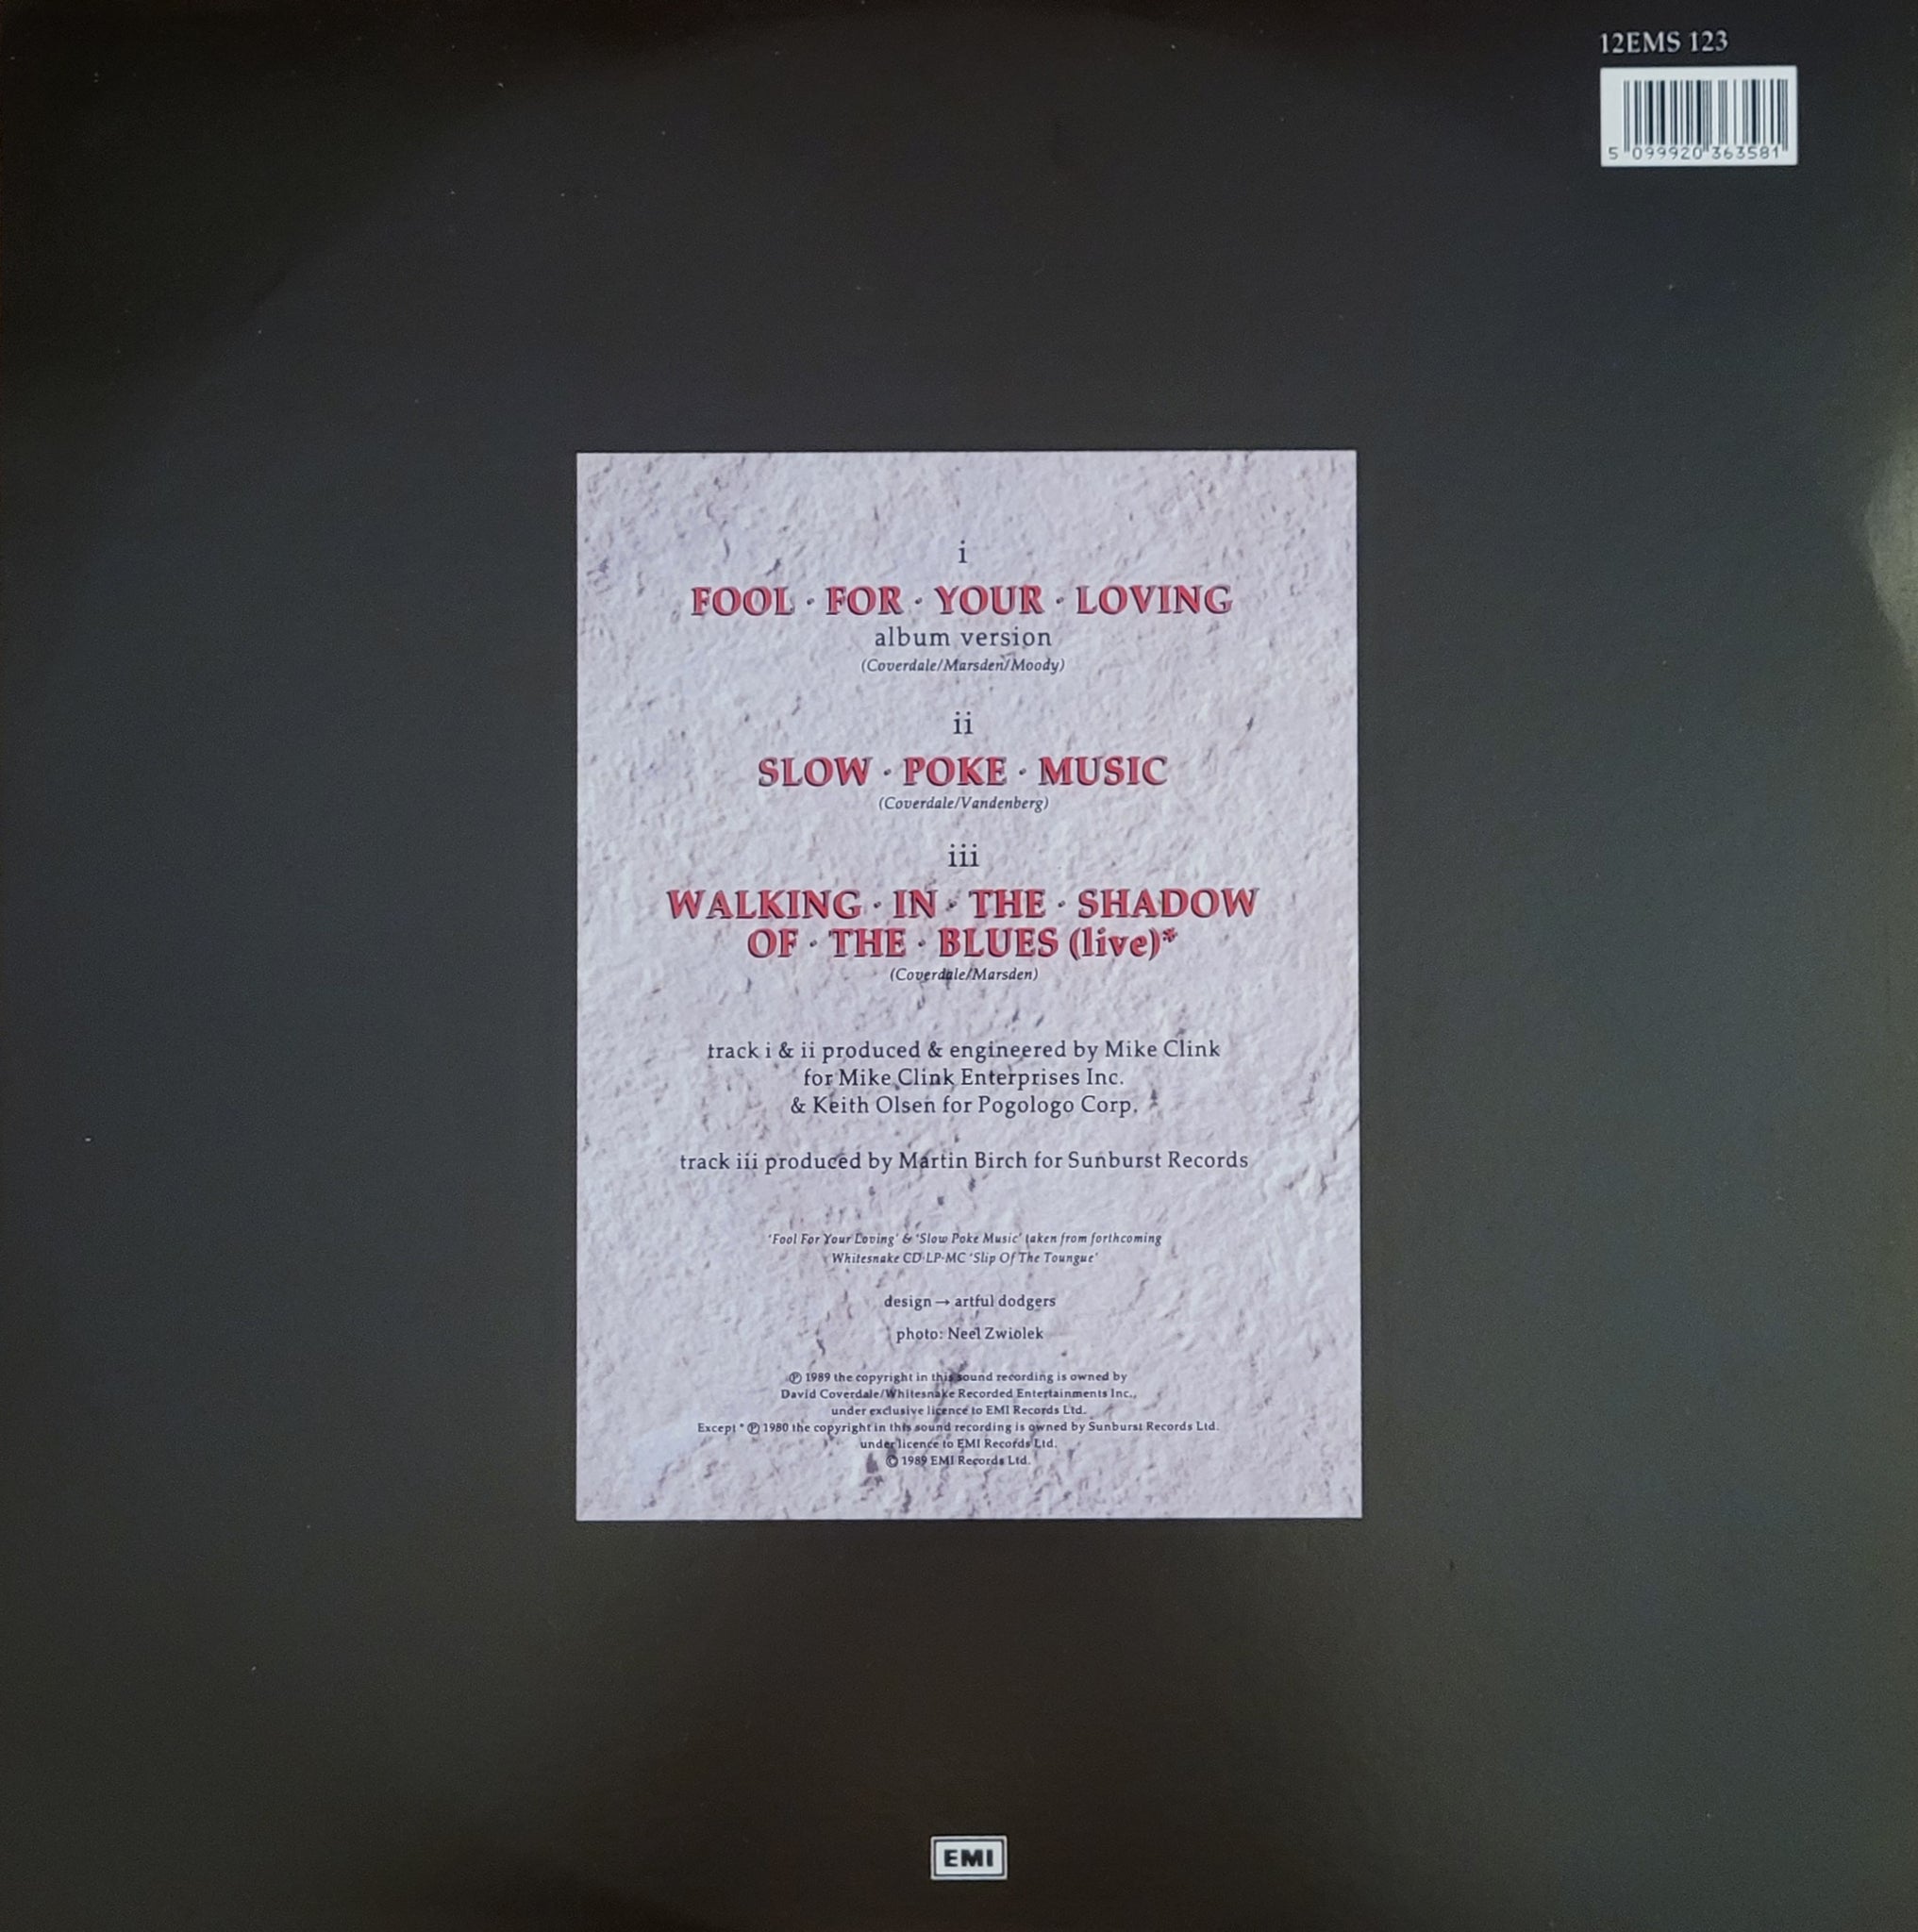 12EMS 123
5 099920 363581
i
FOOL · FOR · YOUR · LOVING
album version
(Coverdale/Marsden/Moody)
ii
SLOW · POKE · MUSIC
(Coverdale/Vandenberg)
iii
WALKING · IN · THE · SHADOW
OF · THE · BLUES (live)*
(Coverdale/Marsden)
track i & ii produced & engineered by Mike Clink
for Mike Clink Enterprises Inc.
& Keith Olsen for Pogologo Corp.
track iii produced by Martin Birch for Sunburst Records
'Fool For Your Loving' & 'Slow Poke Music' taken from forthcoming
Whitesnake CD·LP·MC 'Slip Of The Toungue'
design → artful dodgers
photo: Neel Zwiolek
℗ 1989 the copyright in this sound recording is owned by
David Coverdale/Whitesnake Recorded Entertainments Inc.,
under exclusive licence to EMI Records Ltd.
Except * ℗ 1980 the copyright in this sound recording is owned by Sunburst Records Ltd.
under licence to EMI Records Ltd.
© 1989 EMI Records Ltd.
EMI